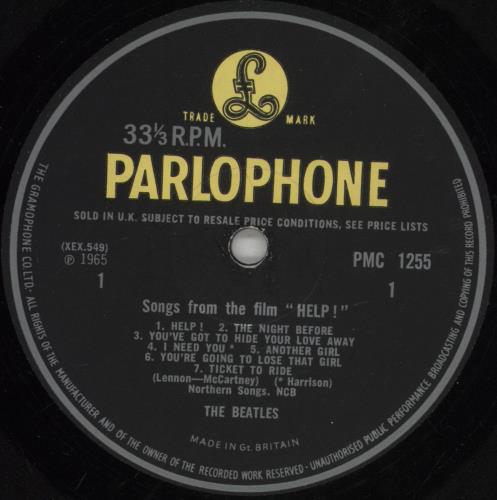 £
TRADE MARK
33⅓ R.P.M.
PARLOPHONE
SOLD IN U.K. SUBJECT TO RESALE PRICE CONDITIONS, SEE PRICE LISTS
(XEX.549)
℗ 1965
1
PMC 1255
1
Songs from the film "HELP!"
1. HELP! 2. THE NIGHT BEFORE
3. YOU'VE GOT TO HIDE YOUR LOVE AWAY
4. I NEED YOU * 5. ANOTHER GIRL
6. YOU'RE GOING TO LOSE THAT GIRL
7. TICKET TO RIDE
(Lennon—McCartney) (* Harrison)
Northern Songs. NCB
THE BEATLES
MADE IN Gt. BRITAIN
THE GRAMOPHONE CO. LTD. ALL RIGHTS OF THE MANUFACTURER AND OF THE OWNER OF THE RECORDED WORK RESERVED · UNAUTHORISED PUBLIC PERFORMANCE BROADCASTING AND COPYING OF THIS RECORD PROHIBITED